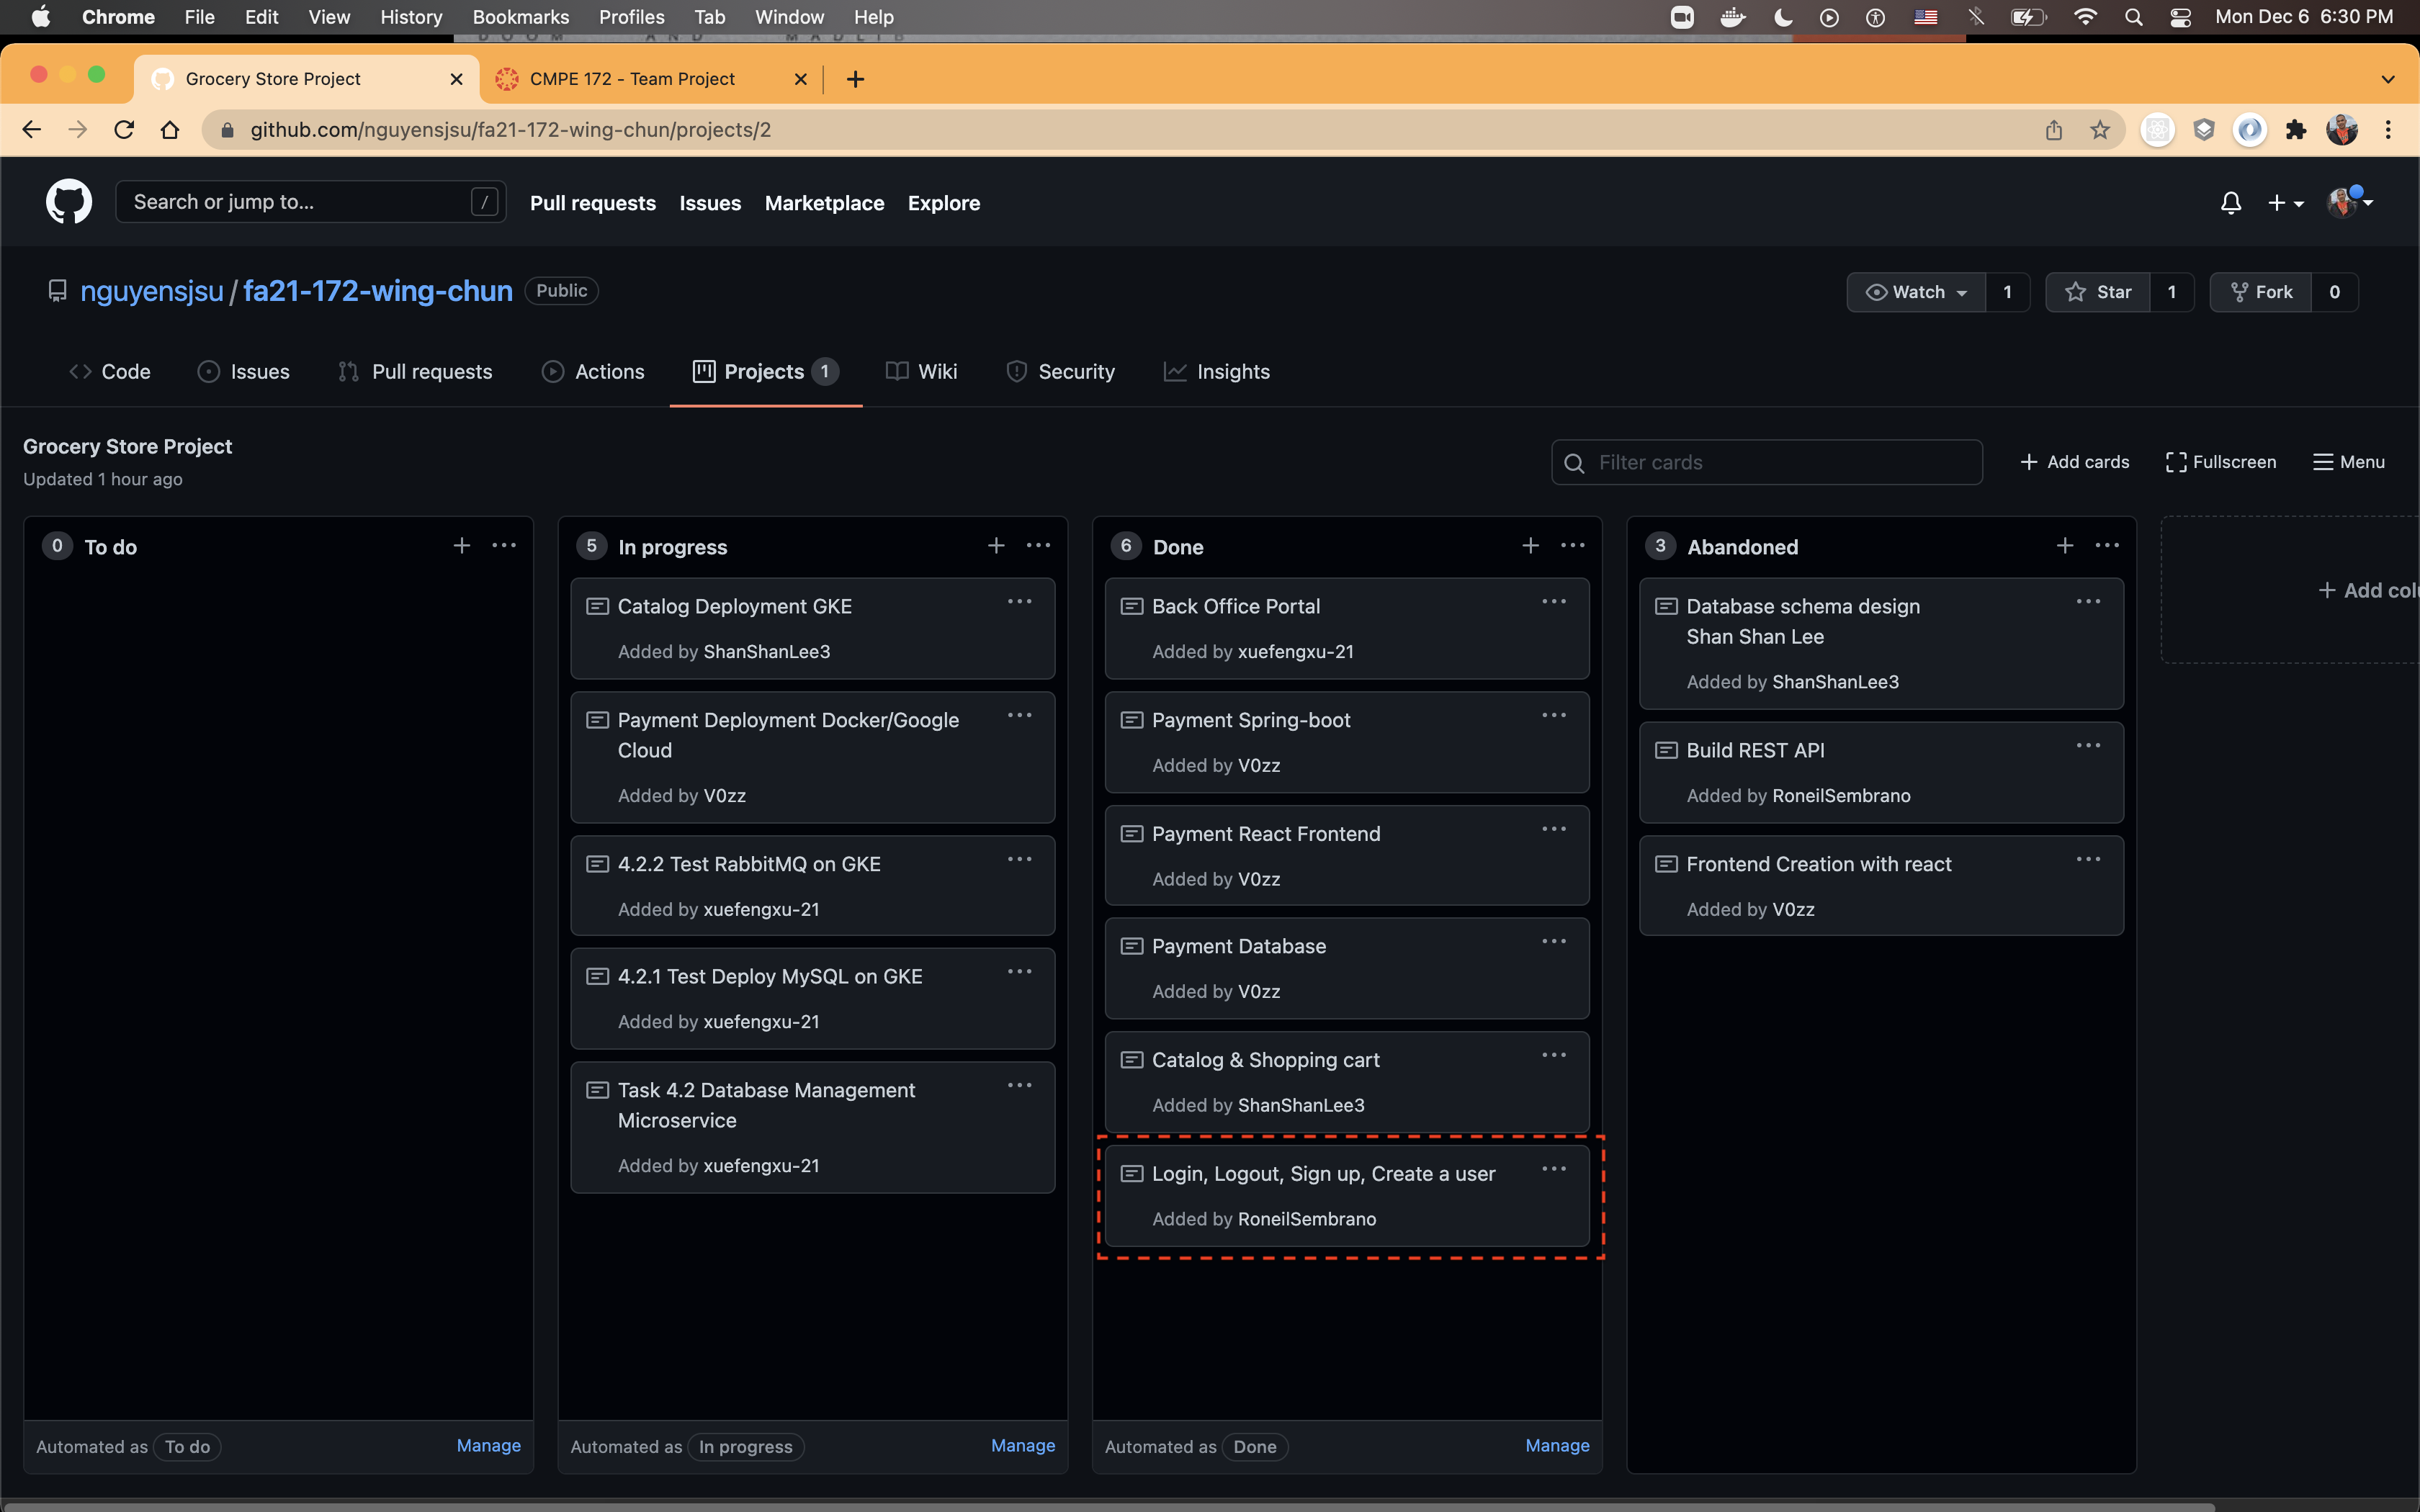 Chrome File Edit View History Bookmarks Profiles Tab Window Help
Mon Dec 6 6:30 PM
Grocery Store Project
CMPE 172 - Team Project
github.com/nguyensjsu/fa21-172-wing-chun/projects/2
Search or jump to... /
Pull requests Issues Marketplace Explore
nguyensjsu / fa21-172-wing-chun Public
Watch 1 Star 1 Fork 0
Code Issues Pull requests Actions Projects 1 Wiki Security Insights
Grocery Store Project
Updated 1 hour ago
Filter cards
Add cards Fullscreen Menu
0 To do
Automated as To do Manage
5 In progress
Catalog Deployment GKE
Added by ShanShanLee3
Payment Deployment Docker/Google
Cloud
Added by V0zz
4.2.2 Test RabbitMQ on GKE
Added by xuefengxu-21
4.2.1 Test Deploy MySQL on GKE
Added by xuefengxu-21
Task 4.2 Database Management
Microservice
Added by xuefengxu-21
Automated as In progress Manage
6 Done
Back Office Portal
Added by xuefengxu-21
Payment Spring-boot
Added by V0zz
Payment React Frontend
Added by V0zz
Payment Database
Added by V0zz
Catalog & Shopping cart
Added by ShanShanLee3
Login, Logout, Sign up, Create a user
Added by RoneilSembrano
Automated as Done Manage
3 Abandoned
Database schema design
Shan Shan Lee
Added by ShanShanLee3
Build REST API
Added by RoneilSembrano
Frontend Creation with react
Added by V0zz
Add colu